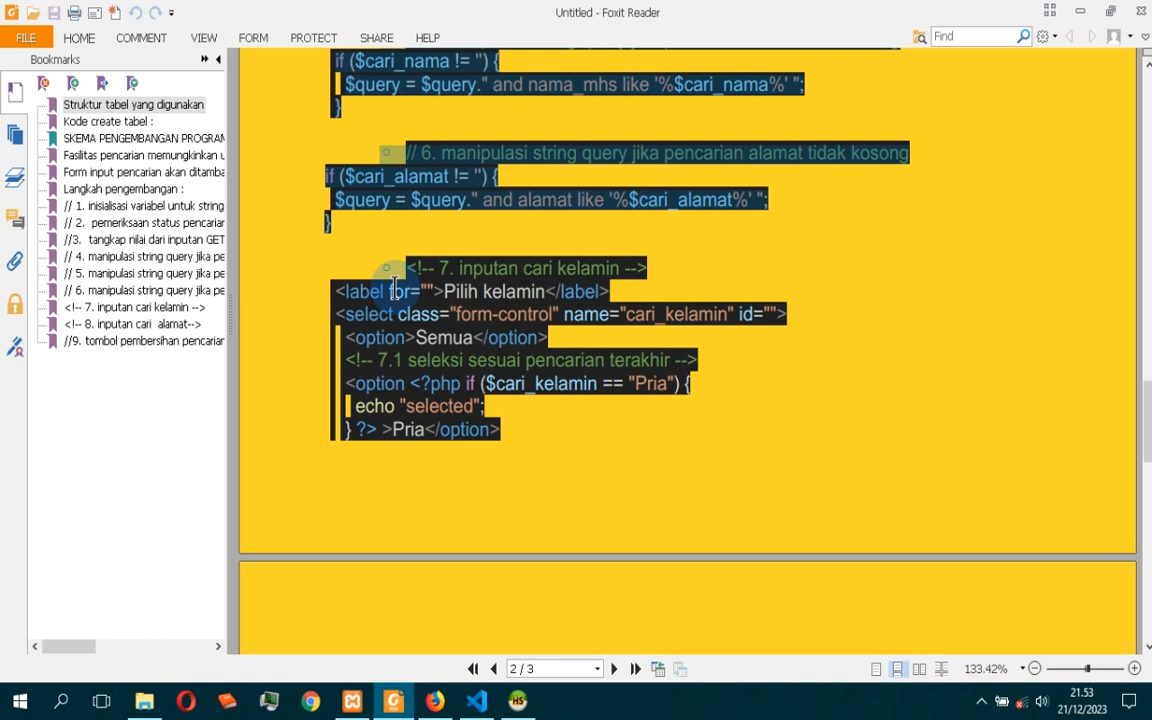 Untitled - Foxit Reader
FILE
HOME
COMMENT
VIEW
FORM
PROTECT
SHARE
HELP
Find
Bookmarks
Struktur tabel yang digunakan
Kode create tabel :
SKEMA PENGEMBANGAN PROGRAM
Fasilitas pencarian memungkinkan
Form input pencarian akan ditamba
Langkah pengembangan :
// 1. inisialisasi variabel untuk string
// 2. pemeriksaan status pencarian
//3. tangkap nilai dari inputan GET
// 4. manipulasi string query jika pe
// 5. manipulasi string query jika pe
// 6. manipulasi string query jika pe
<!-- 7. inputan cari kelamin -->
<!-- 8. inputan cari alamat-->
//9. tombol pembersihan pencarian
if ($cari_nama != '') {
$query = $query." and nama_mhs like '%$cari_nama%' ";
}
// 6. manipulasi string query jika pencarian alamat tidak kosong
if ($cari_alamat != '') {
$query = $query." and alamat like '%$cari_alamat%' ";
}
<!-- 7. inputan cari kelamin -->
<label for="">Pilih kelamin</label>
<select class="form-control" name="cari_kelamin" id="">
<option>Semua</option>
<!-- 7.1 seleksi sesuai pencarian terakhir -->
<option <?php if ($cari_kelamin == "Pria") {
echo "selected";
} ?> >Pria</option>
2 / 3
133.42%
21.53
21/12/2023